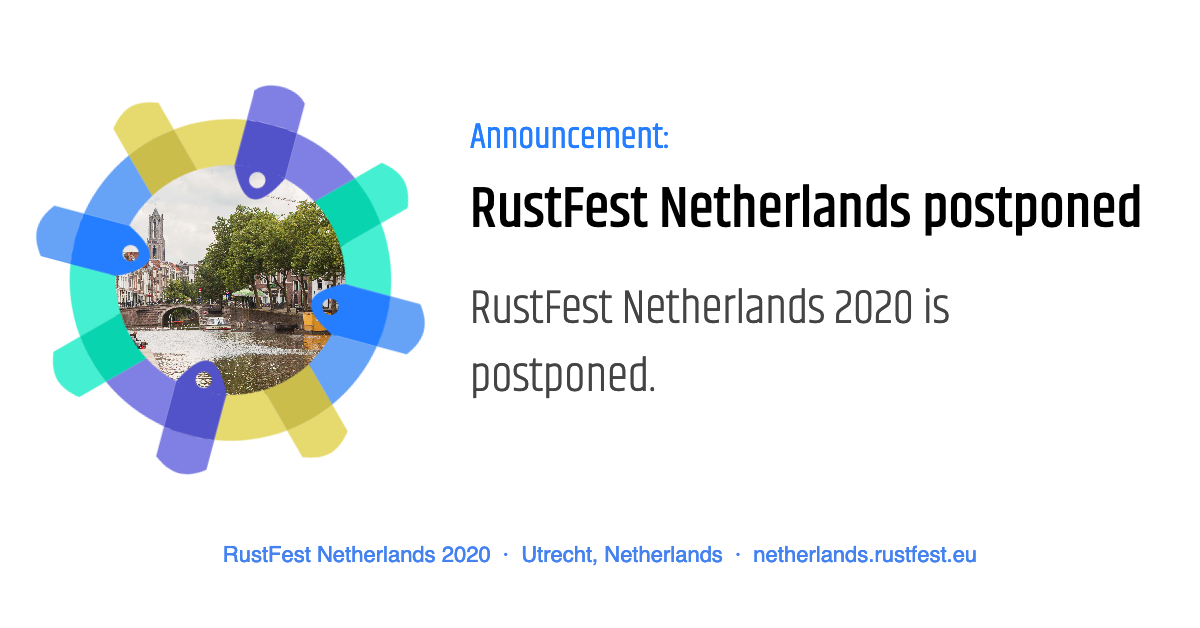 Announcement:
RustFest Netherlands postponed
RustFest Netherlands 2020 is
postponed.
RustFest Netherlands 2020 · Utrecht, Netherlands · netherlands.rustfest.eu